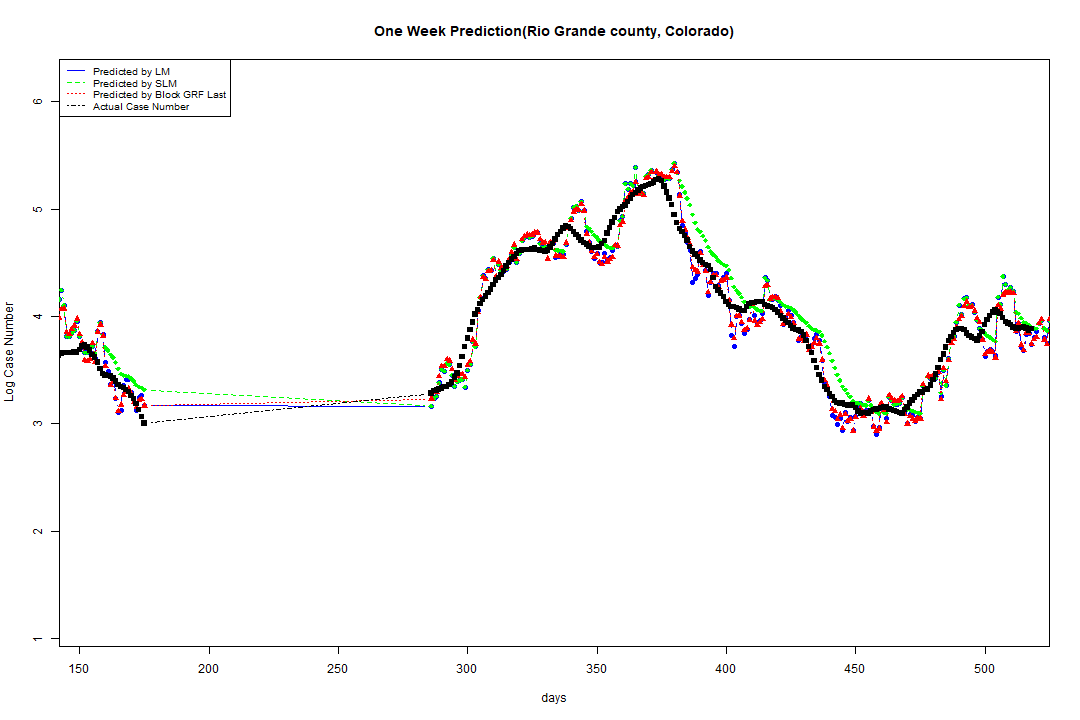 One Week Prediction(Rio Grande county, Colorado)
Predicted by LM
Predicted by SLM
Predicted by Block GRF Last
Actual Case Number
6
5
4
3
2
1
Log Case Number
150 200 250 300 350 400 450 500
days